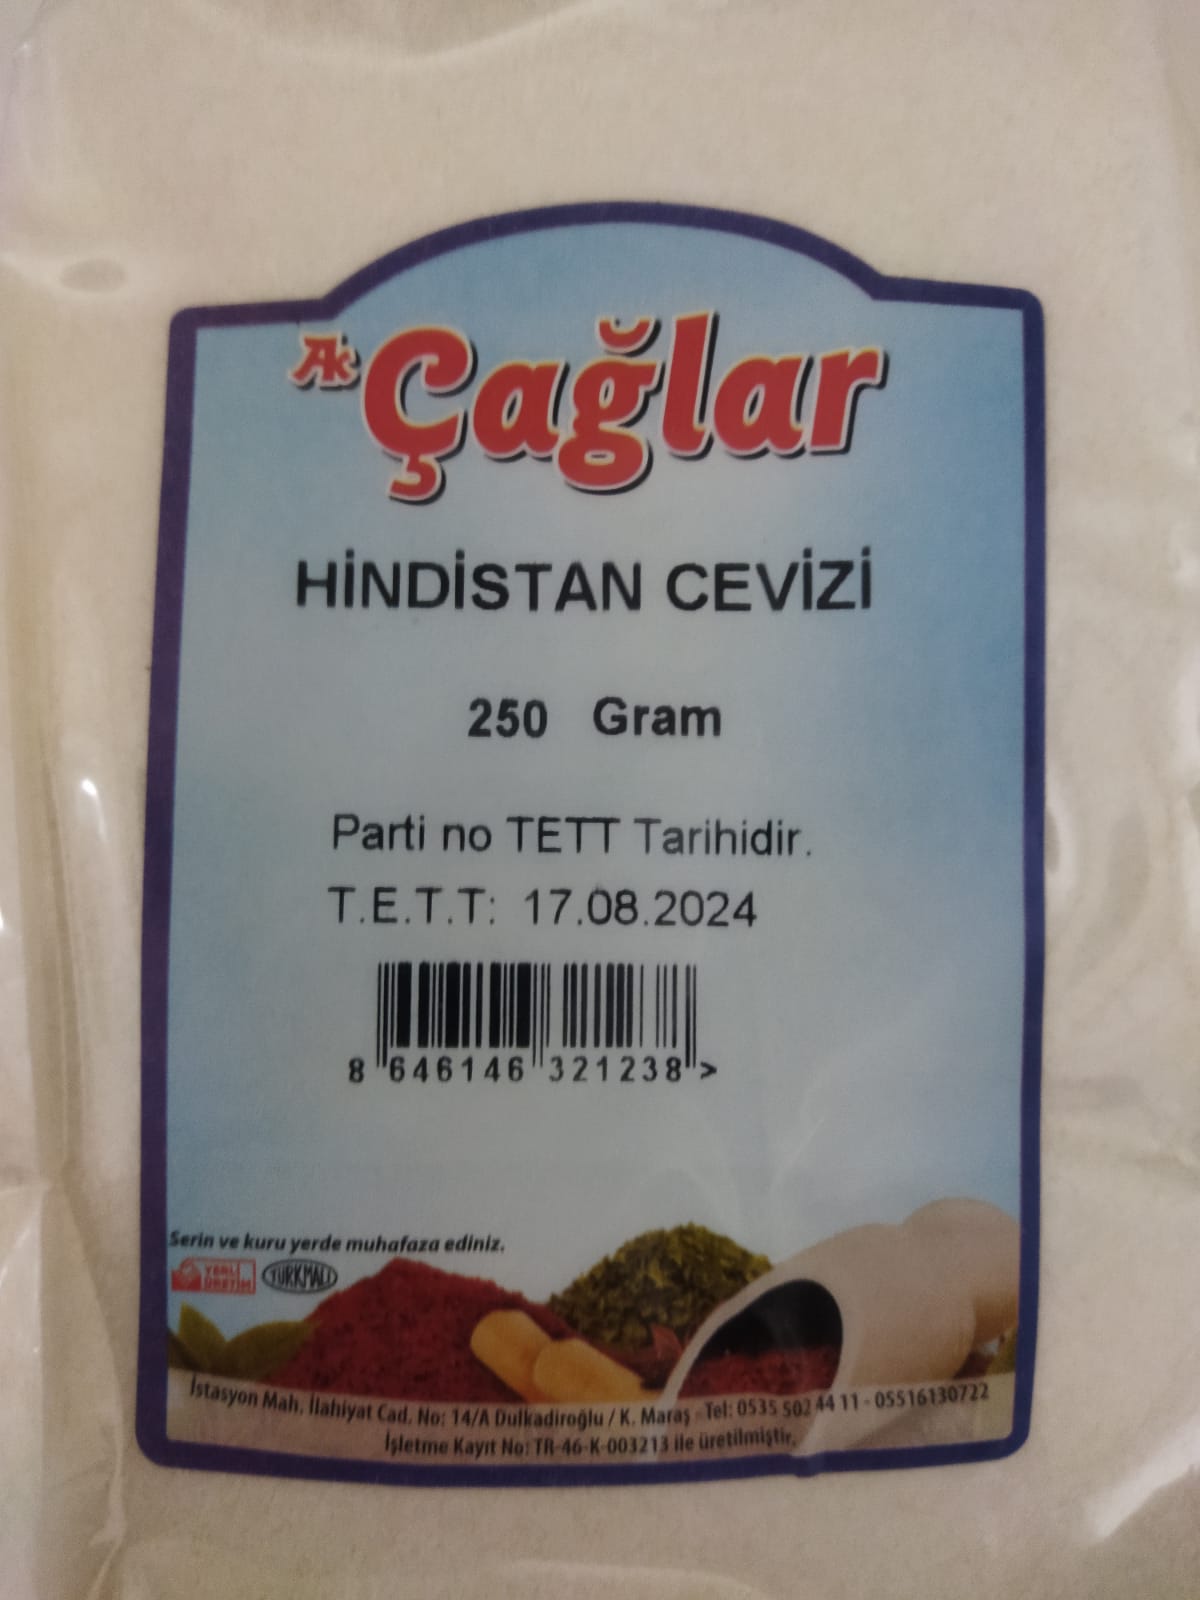 Ak Çağlar
HİNDİSTAN CEVİZİ
250 Gram
Parti no TETT Tarihidir.
T.E.T.T: 17.08.2024
8 646146 321238 >
Serin ve kuru yerde muhafaza ediniz.
YERLİ ÜRETİM TÜRKMALI
İstasyon Mah. İlahiyat Cad. No: 14/A Dulkadiroğlu / K. Maraş - Tel: 0535 502 44 11 - 05516130722
İşletme Kayıt No: TR-46-K-003213 ile üretilmiştir.